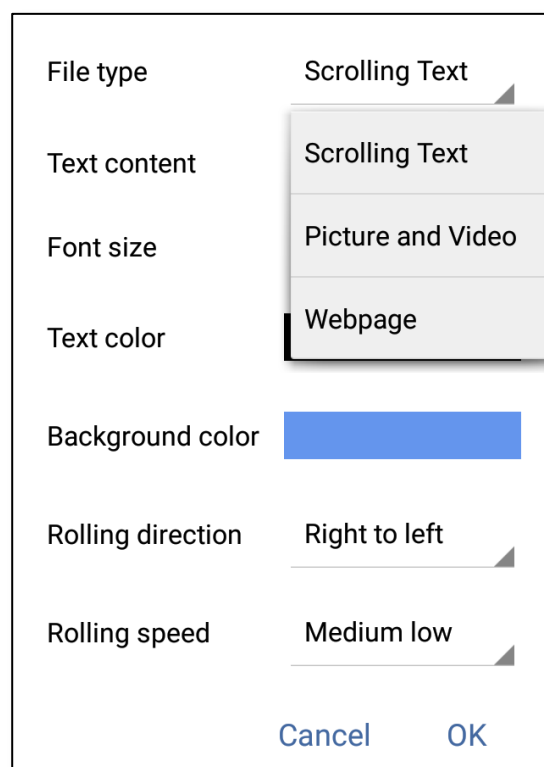 File type Scrolling Text
Text content Scrolling Text
Font size Picture and Video
Text color Webpage
Background color
Rolling direction Right to left
Rolling speed Medium low
Cancel OK